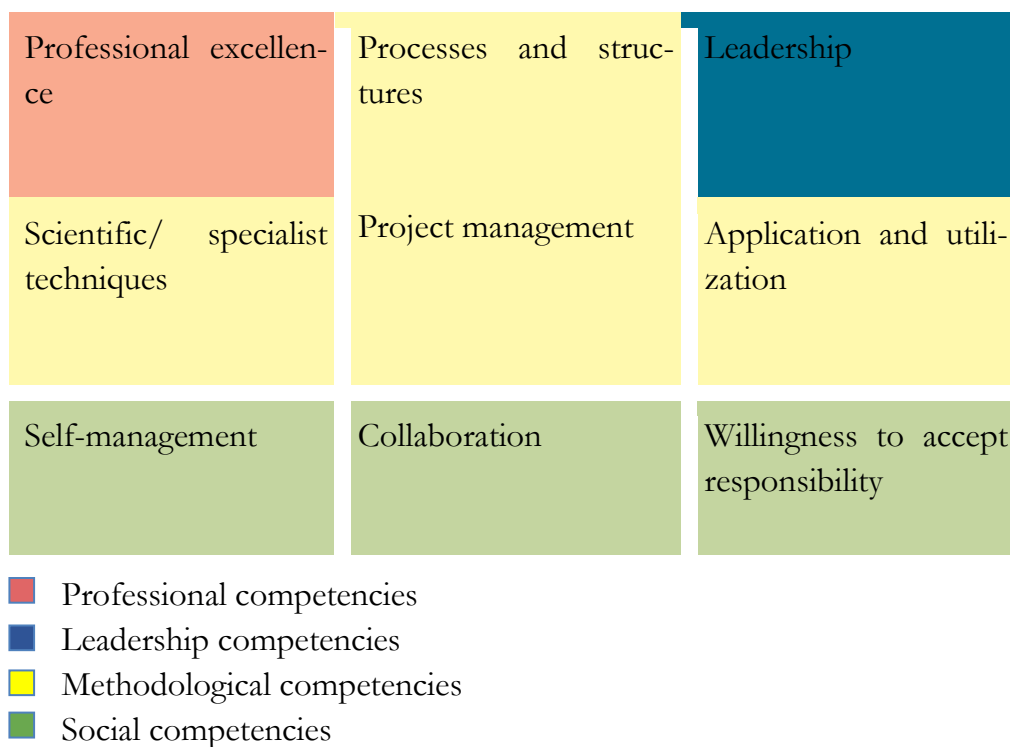 Professional excellen-
ce
Processes and struc-
tures
Leadership
Scientific/ specialist
techniques
Project management
Application and utili-
zation
Self-management
Collaboration
Willingness to accept
responsibility
Professional competencies
Leadership competencies
Methodological competencies
Social competencies